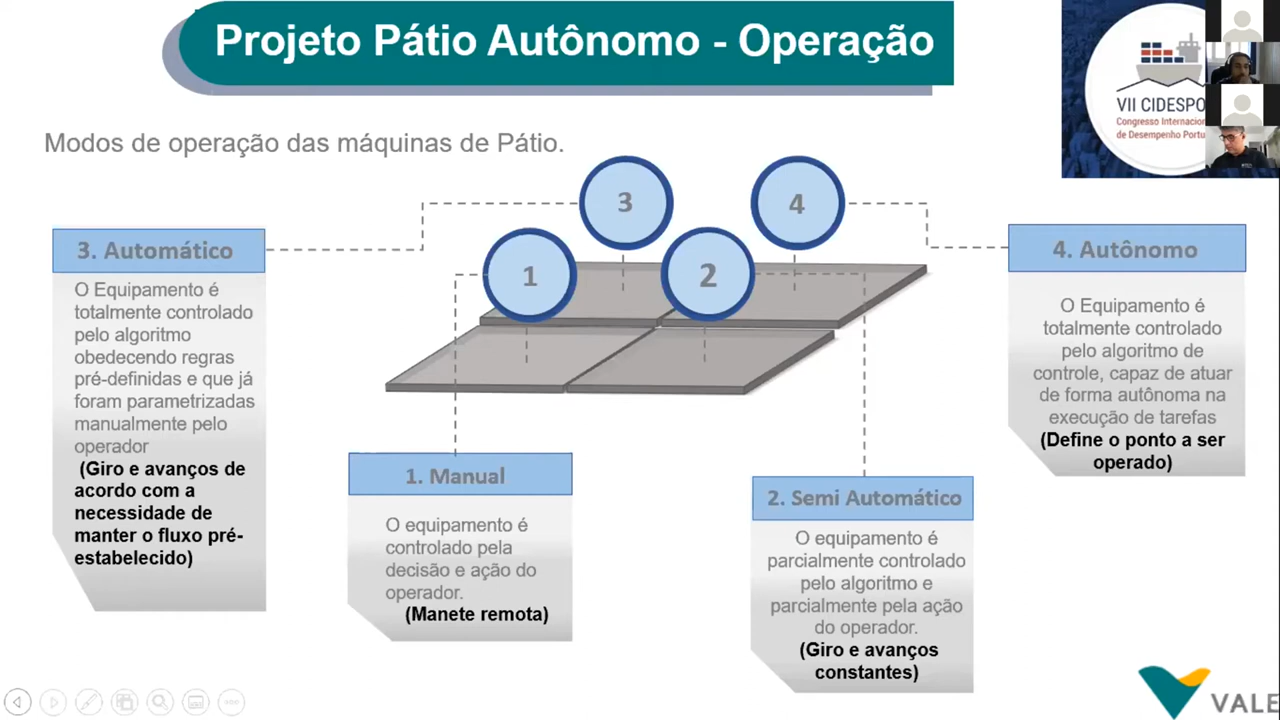 Projeto Pátio Autônomo - Operação
VII CIDESPO
Congresso Internacion
de Desempenho Portu
Modos de operação das máquinas de Pátio.
3
4
1
2
3. Automático
O Equipamento é
totalmente controlado
pelo algoritmo
obedecendo regras
pré-definidas e que já
foram parametrizadas
manualmente pelo
operador
(Giro e avanços de
acordo com a
necessidade de
manter o fluxo pré-
estabelecido)
1. Manual
O equipamento é
controlado pela
decisão e ação do
operador.
(Manete remota)
2. Semi Automático
O equipamento é
parcialmente controlado
pelo algoritmo e
parcialmente pela ação
do operador.
(Giro e avanços
constantes)
4. Autônomo
O Equipamento é
totalmente controlado
pelo algoritmo de
controle, capaz de atuar
de forma autônoma na
execução de tarefas
(Define o ponto a ser
operado)
VALE